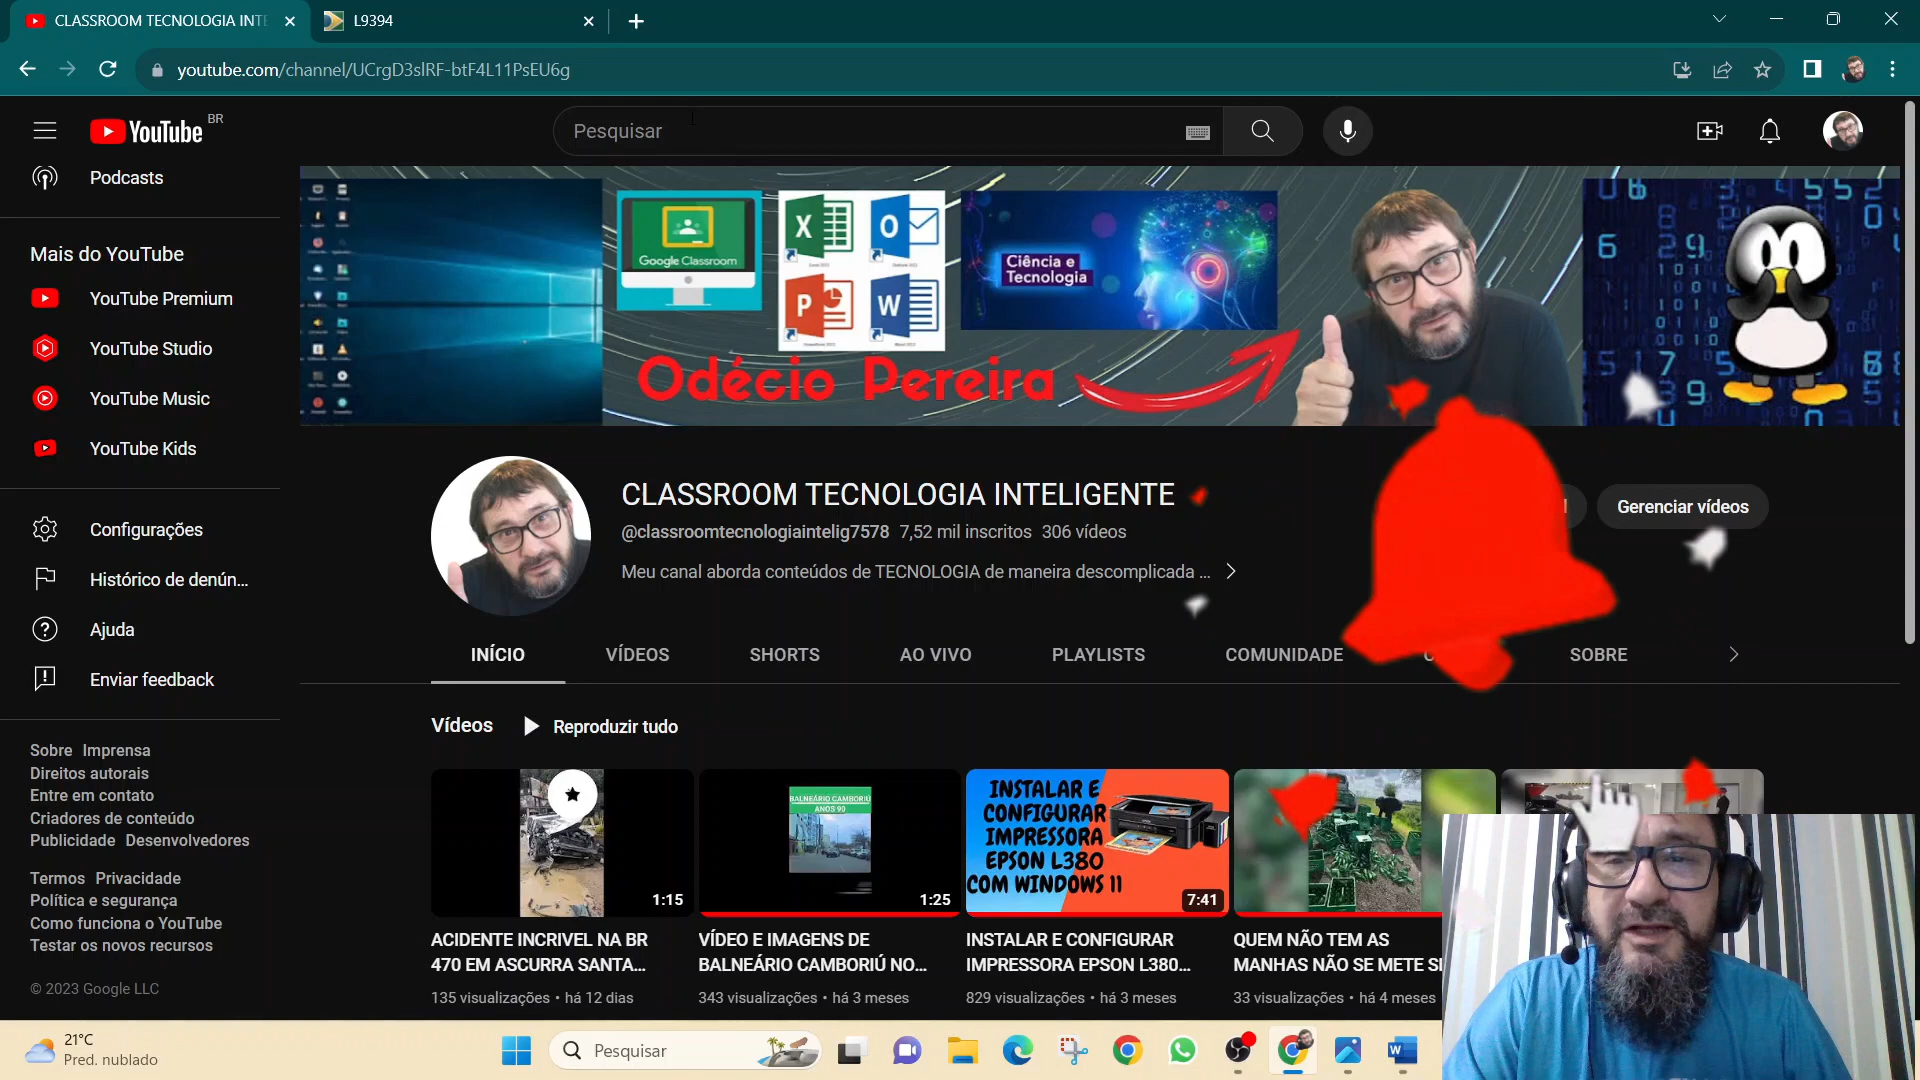 CLASSROOM TECNOLOGIA INTE
L9394
youtube.com/channel/UCrgD3slRF-btF4L11PsEU6g
YouTube BR
Pesquisar
Podcasts
Mais do YouTube
YouTube Premium
YouTube Studio
YouTube Music
YouTube Kids
Configurações
Histórico de denún...
Ajuda
Enviar feedback
Sobre Imprensa
Direitos autorais
Entre em contato
Criadores de conteúdo
Publicidade Desenvolvedores
Termos Privacidade
Política e segurança
Como funciona o YouTube
Testar os novos recursos
© 2023 Google LLC
Google Classroom
Ciência e
Tecnologia
Odécio Pereira
CLASSROOM TECNOLOGIA INTELIGENTE
@classroomtecnologiaintelig7578 7,52 mil inscritos 306 vídeos
Meu canal aborda conteúdos de TECNOLOGIA de maneira descomplicada ...
Gerenciar vídeos
INÍCIO VÍDEOS SHORTS AO VIVO PLAYLISTS COMUNIDADE SOBRE
Vídeos Reproduzir tudo
1:15
BALNEÁRIO CAMBORIÚ
ANOS 90
1:25
INSTALAR E
CONFIGURAR
IMPRESSORA
EPSON L380
COM WINDOWS 11
7:41
ACIDENTE INCRIVEL NA BR
470 EM ASCURRA SANTA...
135 visualizações • há 12 dias
VÍDEO E IMAGENS DE
BALNEÁRIO CAMBORIÚ NO...
343 visualizações • há 3 meses
INSTALAR E CONFIGURAR
IMPRESSORA EPSON L380...
829 visualizações • há 3 meses
QUEM NÃO TEM AS
MANHAS NÃO SE METE
33 visualizações • há 4 meses
21°C
Pred. nublado
Pesquisar